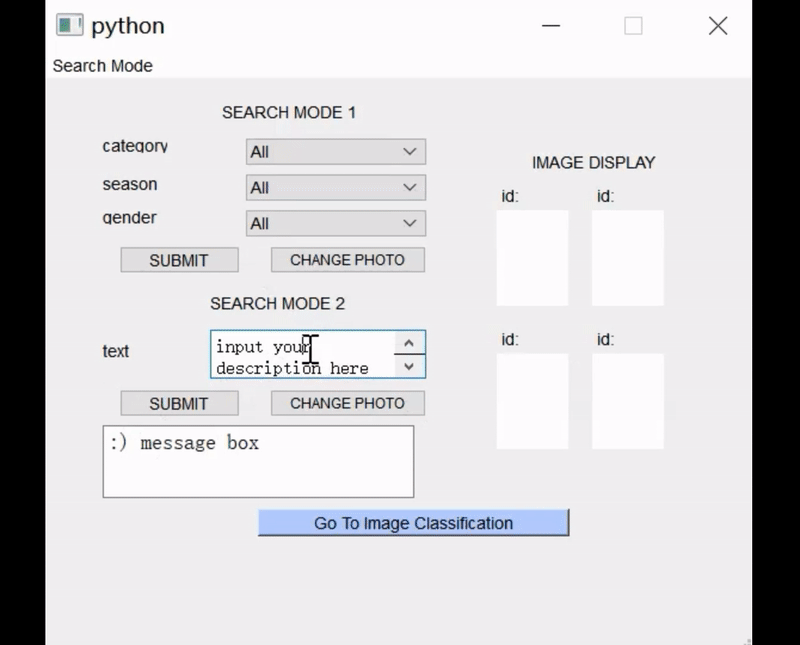 python
Search Mode
SEARCH MODE 1
category
All
season
All
gender
All
SUBMIT
CHANGE PHOTO
SEARCH MODE 2
text
input your
description here
SUBMIT
CHANGE PHOTO
:) message box
IMAGE DISPLAY
id:
id:
id:
id:
Go To Image Classification